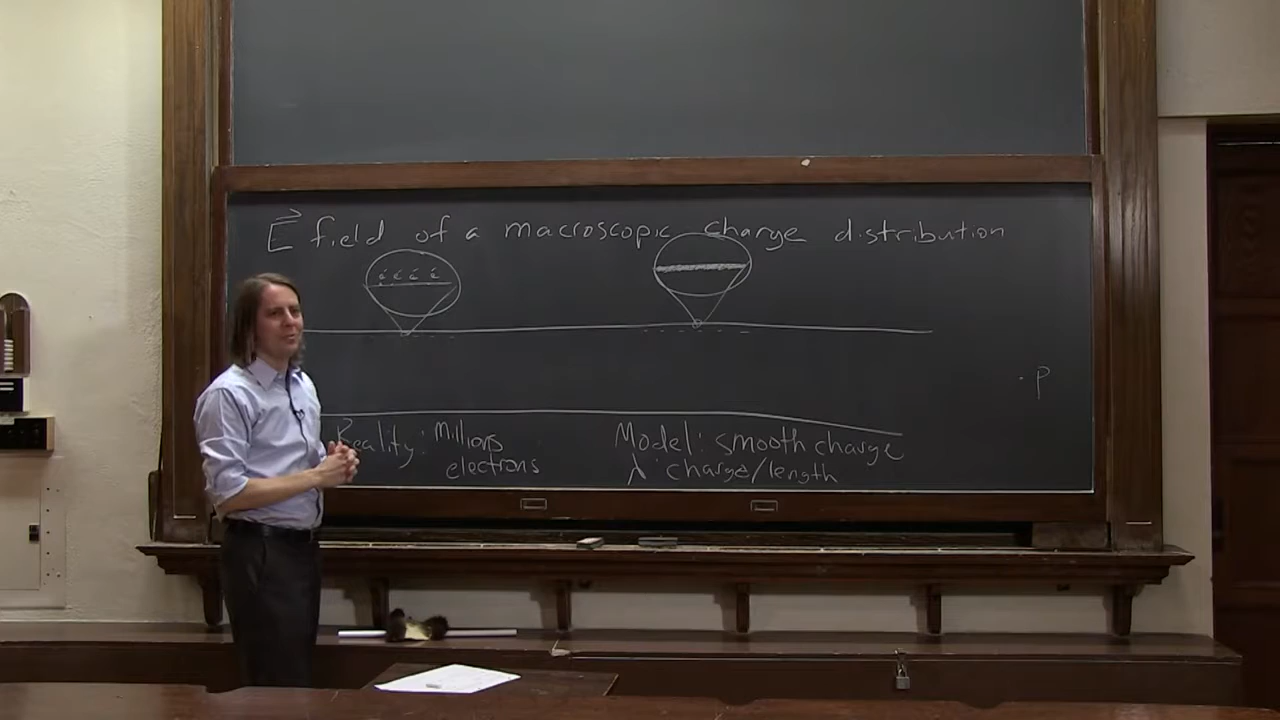 E⃗ field of a macroscopic charge distribution
e⁻ e⁻ e⁻ e⁻
P
Reality: Millions
electrons
Model: smooth charge
λ: charge/length